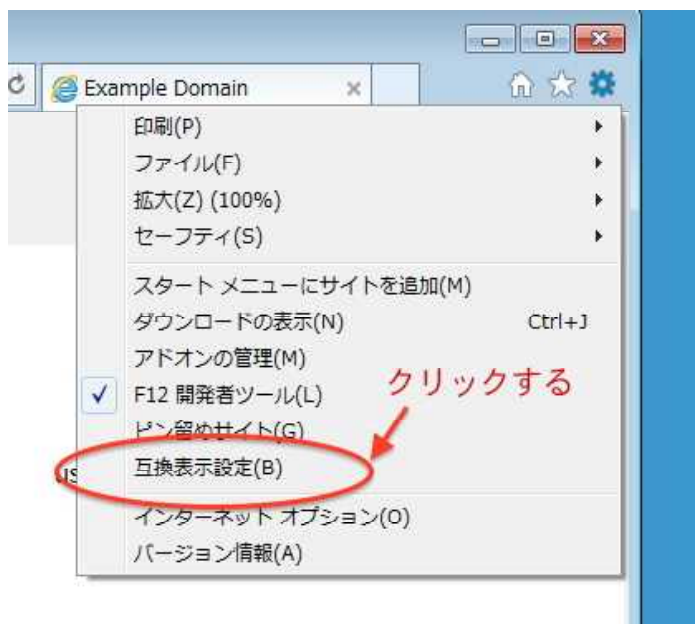 Example Domain
印刷(P)
ファイル(F)
拡大(Z) (100%)
セーフティ(S)
スタート メニューにサイトを追加(M)
ダウンロードの表示(N) Ctrl+J
アドオンの管理(M)
クリックする
F12 開発者ツール(L)
ピン留めサイト(G)
us
互換表示設定(B)
インターネット オプション(O)
バージョン情報(A)